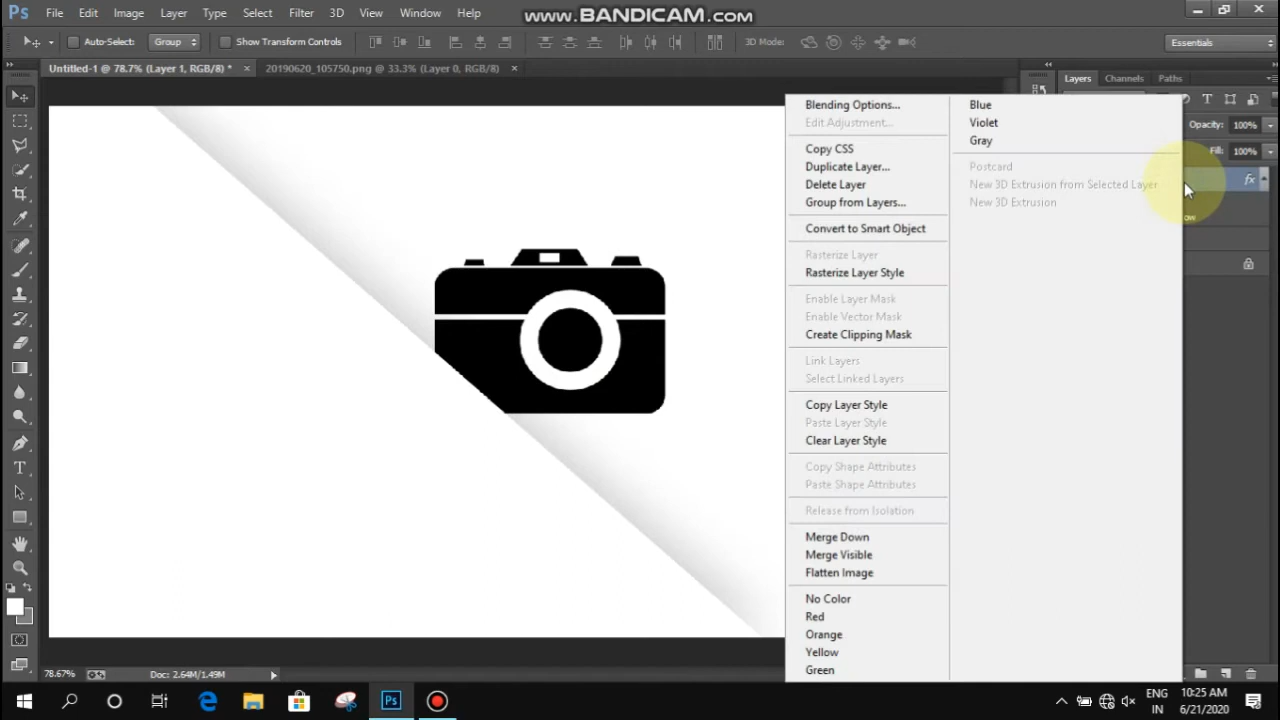 www.BANDICAM.com
Ps File Edit Image Layer Type Select Filter 3D View Window Help
Auto-Select: Group Show Transform Controls 3D Mode: Essentials
Untitled-1 @ 78.7% (Layer 1, RGB/8) * × 20190620_105750.png @ 33.3% (Layer 0, RGB/8) ×
Layers Channels Paths
Opacity: 100%
Fill: 100%
fx
Blending Options...
Edit Adjustment...
Copy CSS
Duplicate Layer...
Delete Layer
Group from Layers...
Convert to Smart Object
Rasterize Layer
Rasterize Layer Style
Enable Layer Mask
Enable Vector Mask
Create Clipping Mask
Link Layers
Select Linked Layers
Copy Layer Style
Paste Layer Style
Clear Layer Style
Copy Shape Attributes
Paste Shape Attributes
Release from Isolation
Merge Down
Merge Visible
Flatten Image
No Color
Red
Orange
Yellow
Green
Blue
Violet
Gray
Postcard
New 3D Extrusion from Selected Layer
New 3D Extrusion
78.67% Doc: 2.64M/1.49M
Ps
ENG 10:25 AM
IN 6/21/2020